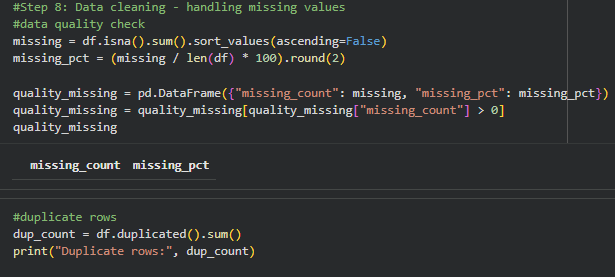 #Step 8: Data cleaning - handling missing values
#data quality check
missing = df.isna().sum().sort_values(ascending=False)
missing_pct = (missing / len(df) * 100).round(2)
quality_missing = pd.DataFrame({"missing_count": missing, "missing_pct": missing_pct})
quality_missing = quality_missing[quality_missing["missing_count"] > 0]
quality_missing
missing_count missing_pct
#duplicate rows
dup_count = df.duplicated().sum()
print("Duplicate rows:", dup_count)